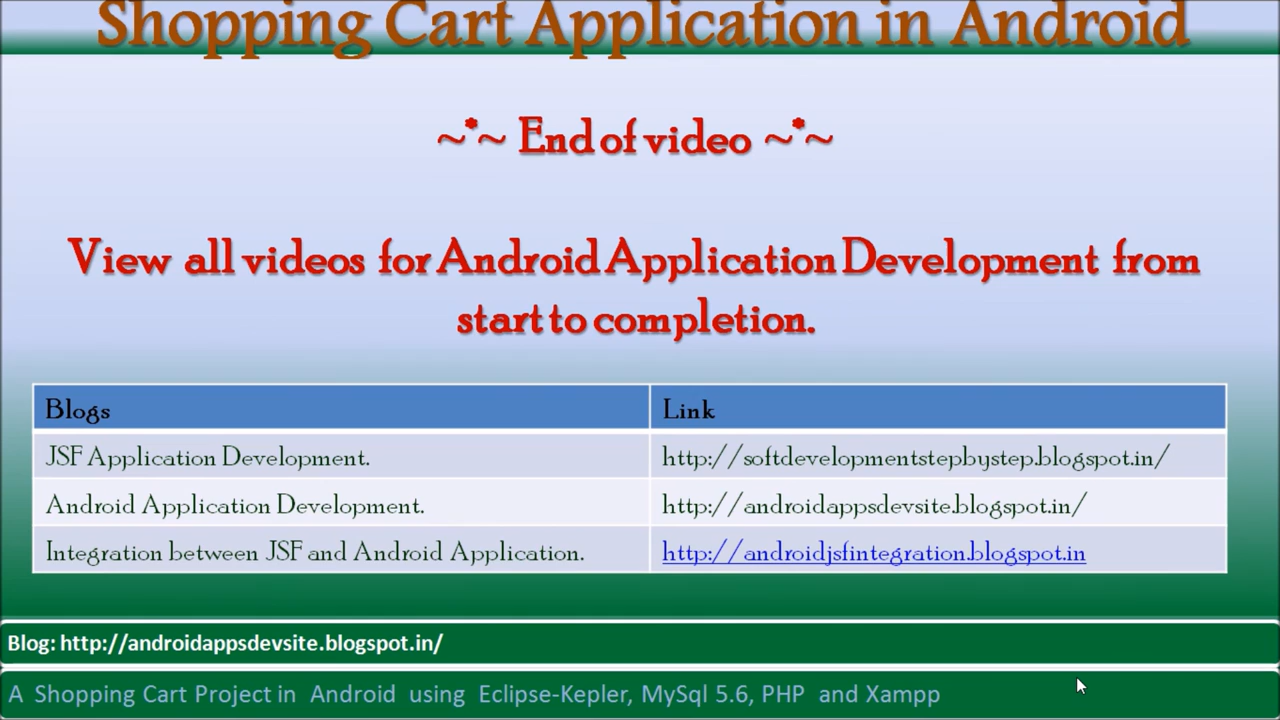 Shopping Cart Application in Android
~*~ End of video ~*~
View all videos for Android Application Development from
start to completion.
Blogs Link
JSF Application Development. http://softdevelopmentstepbystep.blogspot.in/
Android Application Development. http://androidappsdevsite.blogspot.in/
Integration between JSF and Android Application. http://androidjsfintegration.blogspot.in
Blog: http://androidappsdevsite.blogspot.in/
A Shopping Cart Project in Android using Eclipse-Kepler, MySql 5.6, PHP and Xampp